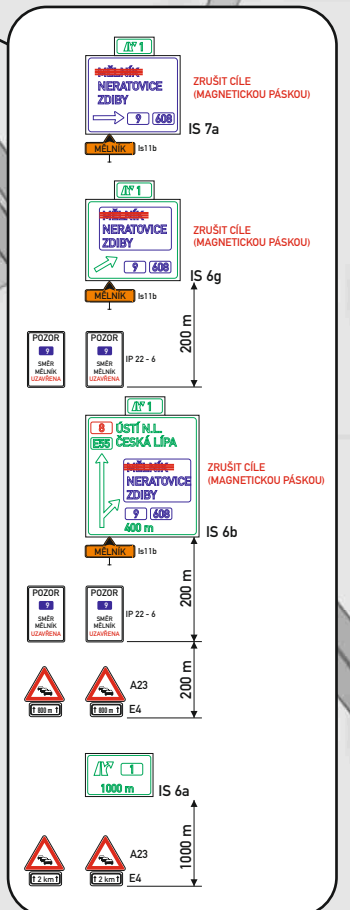 1
MĚLNÍK
NERATOVICE
ZDIBY
9 608
ZRUŠIT CÍLE
(MAGNETICKOU PÁSKOU)
IS 7a
MĚLNÍK Is11b
1
MĚLNÍK
NERATOVICE
ZDIBY
9 608
ZRUŠIT CÍLE
(MAGNETICKOU PÁSKOU)
IS 6g
MĚLNÍK Is11b
200 m
POZOR
9
SMĚR
MĚLNÍK
UZAVŘENA
POZOR
9
SMĚR
MĚLNÍK
UZAVŘENA
IP 22 - 6
1
8 ÚSTÍ N.L.
E55 ČESKÁ LÍPA
MĚLNÍK
NERATOVICE
ZDIBY
9 608
400 m
ZRUŠIT CÍLE
(MAGNETICKOU PÁSKOU)
IS 6b
MĚLNÍK Is11b
200 m
POZOR
9
SMĚR
MĚLNÍK
UZAVŘENA
POZOR
9
SMĚR
MĚLNÍK
UZAVŘENA
IP 22 - 6
200 m
A23
800 m
800 m
E4
1
1000 m
IS 6a
1000 m
A23
2 km
2 km
E4